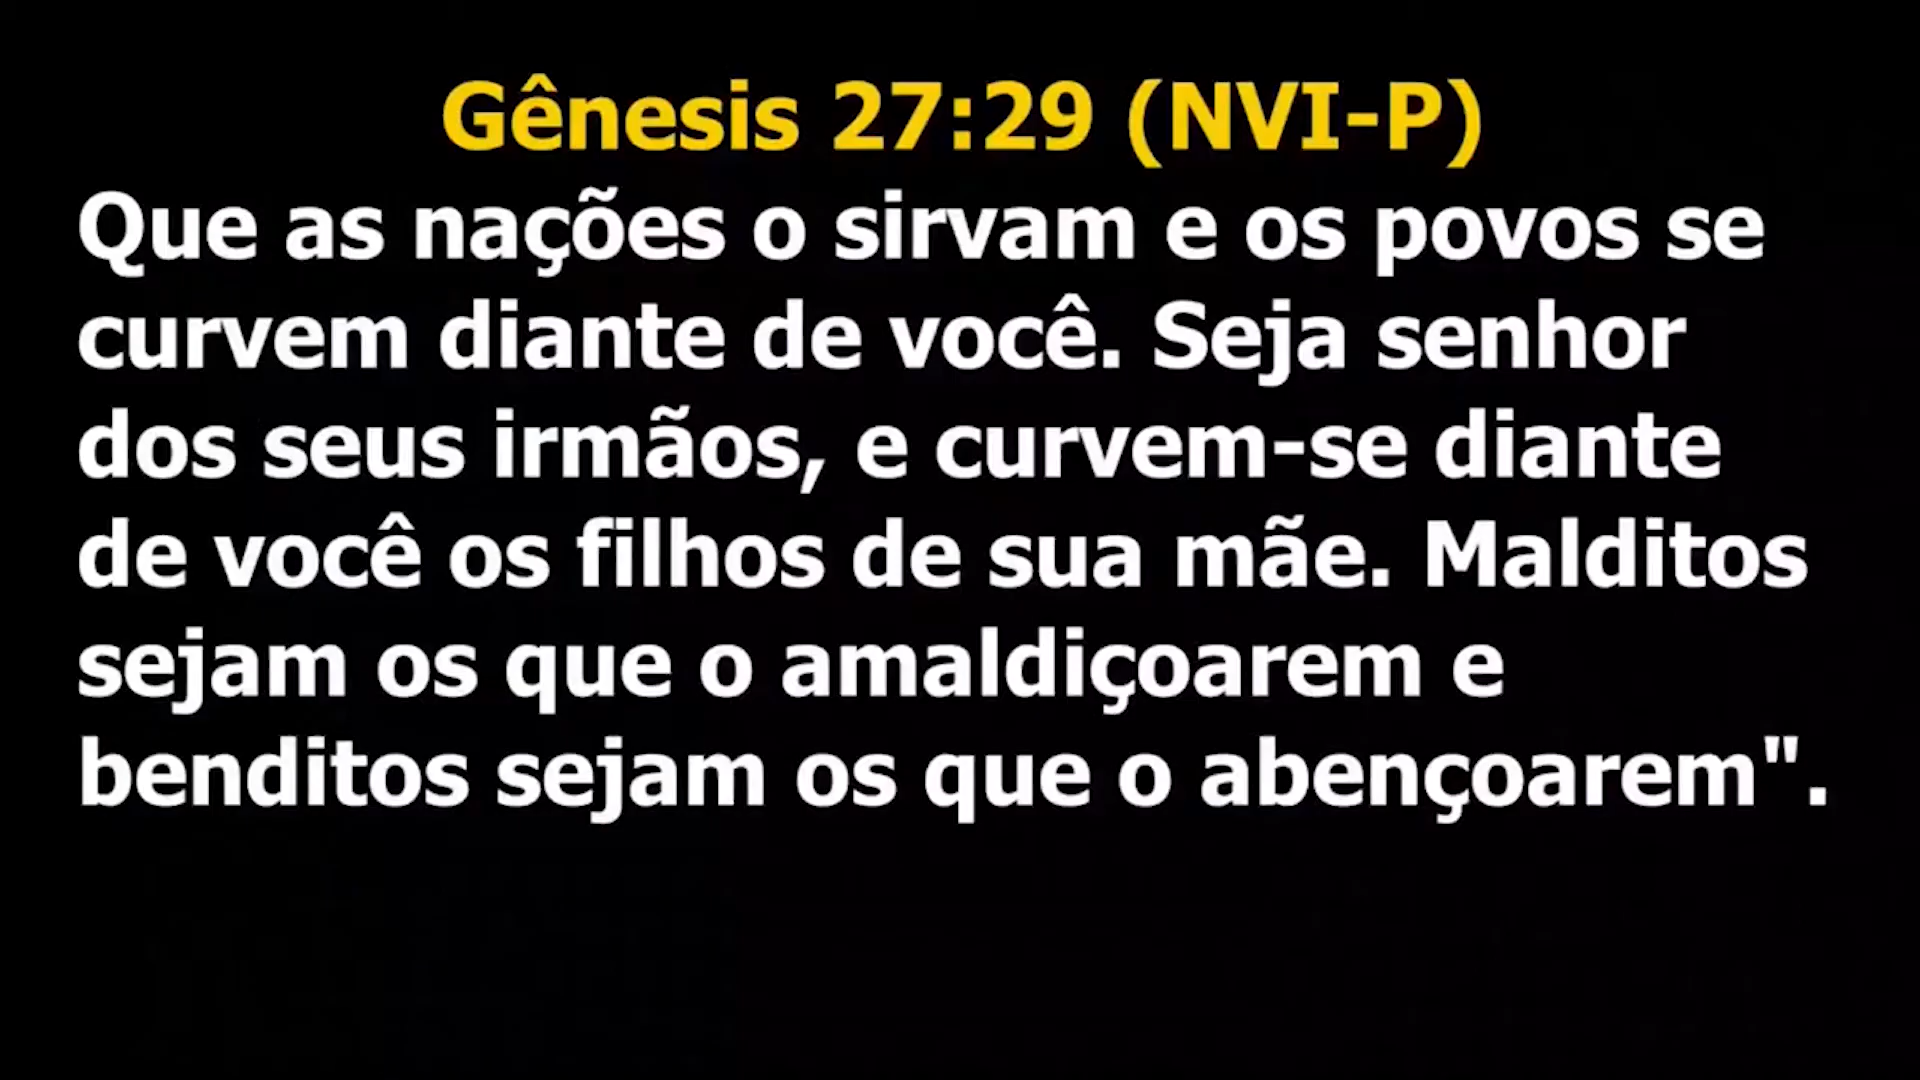 Gênesis 27:29 (NVI-P)
Que as nações o sirvam e os povos se
curvem diante de você. Seja senhor
dos seus irmãos, e curvem-se diante
de você os filhos de sua mãe. Malditos
sejam os que o amaldiçoarem e
benditos sejam os que o abençoarem".